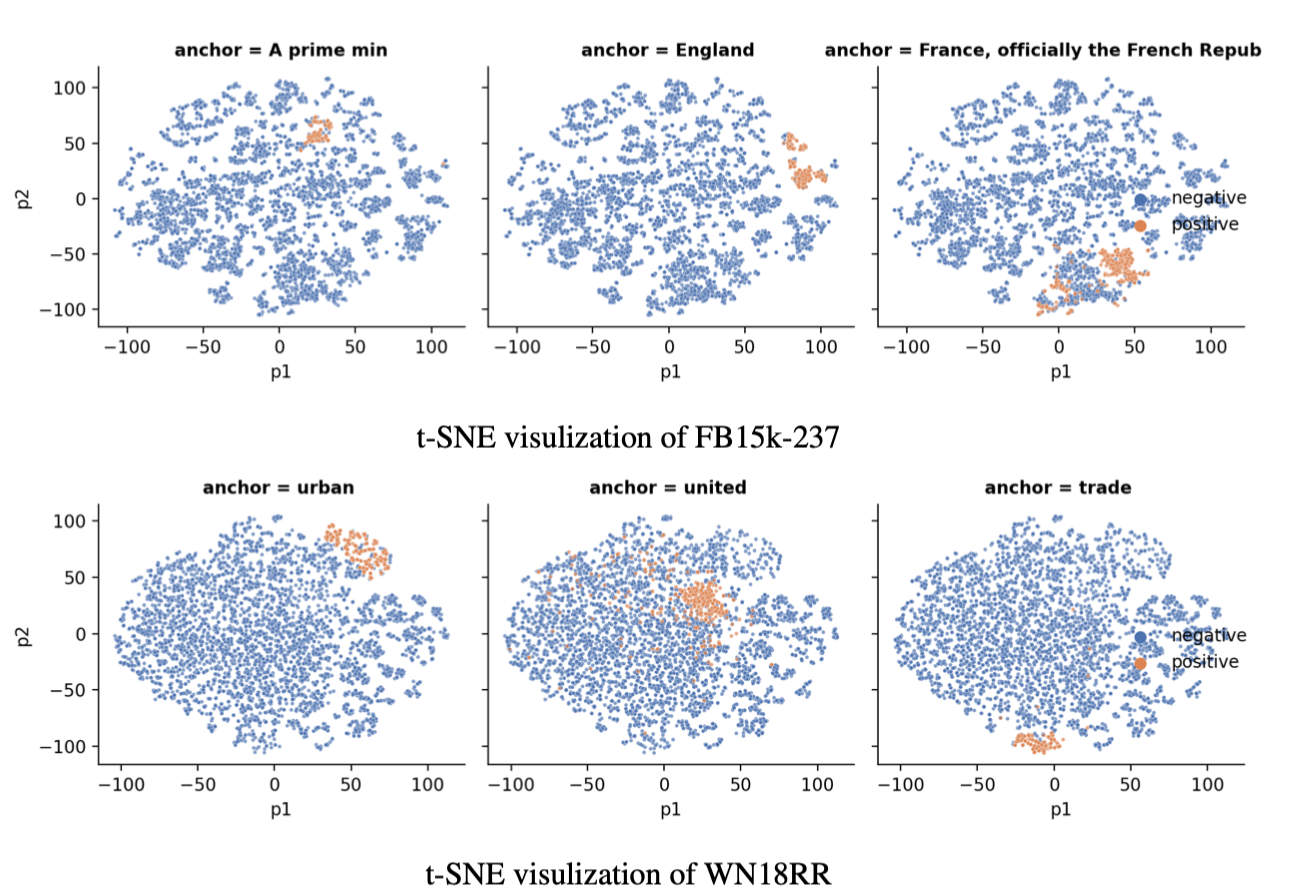 anchor = A prime min
anchor = England
anchor = France, officially the French Repub
100
50
0
−50
−100
p2
negative
positive
−100 −50 0 50 100
−100 −50 0 50 100
−100 −50 0 50 100
p1
p1
p1
t-SNE visulization of FB15k-237
anchor = urban
anchor = united
anchor = trade
100
50
0
−50
−100
p2
negative
positive
−100 −50 0 50 100
−100 −50 0 50 100
−100 −50 0 50 100
p1
p1
p1
t-SNE visulization of WN18RR